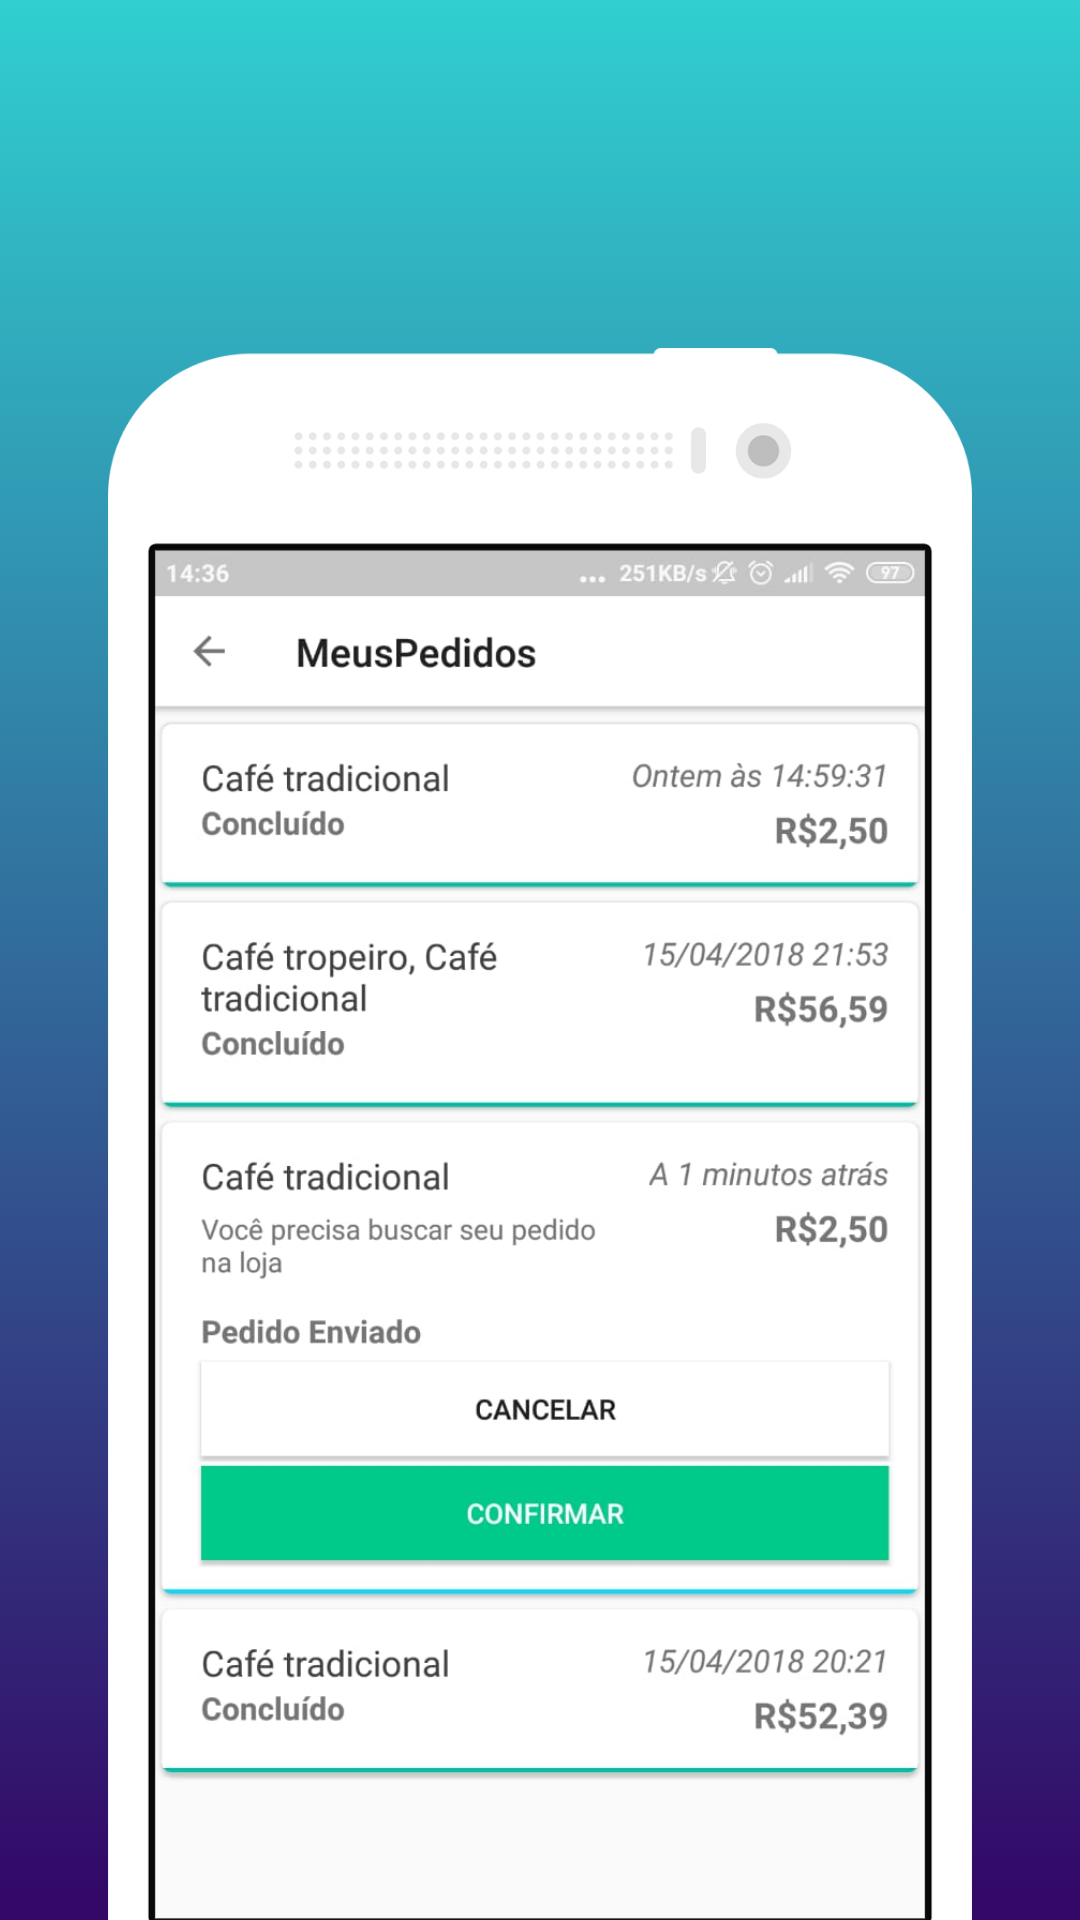 14:36 ... 251KB/s 97
MeusPedidos
Café tradicional
Ontem às 14:59:31
Concluído
R$2,50
Café tropeiro, Café
tradicional
15/04/2018 21:53
R$56,59
Concluído
Café tradicional
A 1 minutos atrás
R$2,50
Você precisa buscar seu pedido
na loja
Pedido Enviado
CANCELAR
CONFIRMAR
Café tradicional
15/04/2018 20:21
Concluído
R$52,39